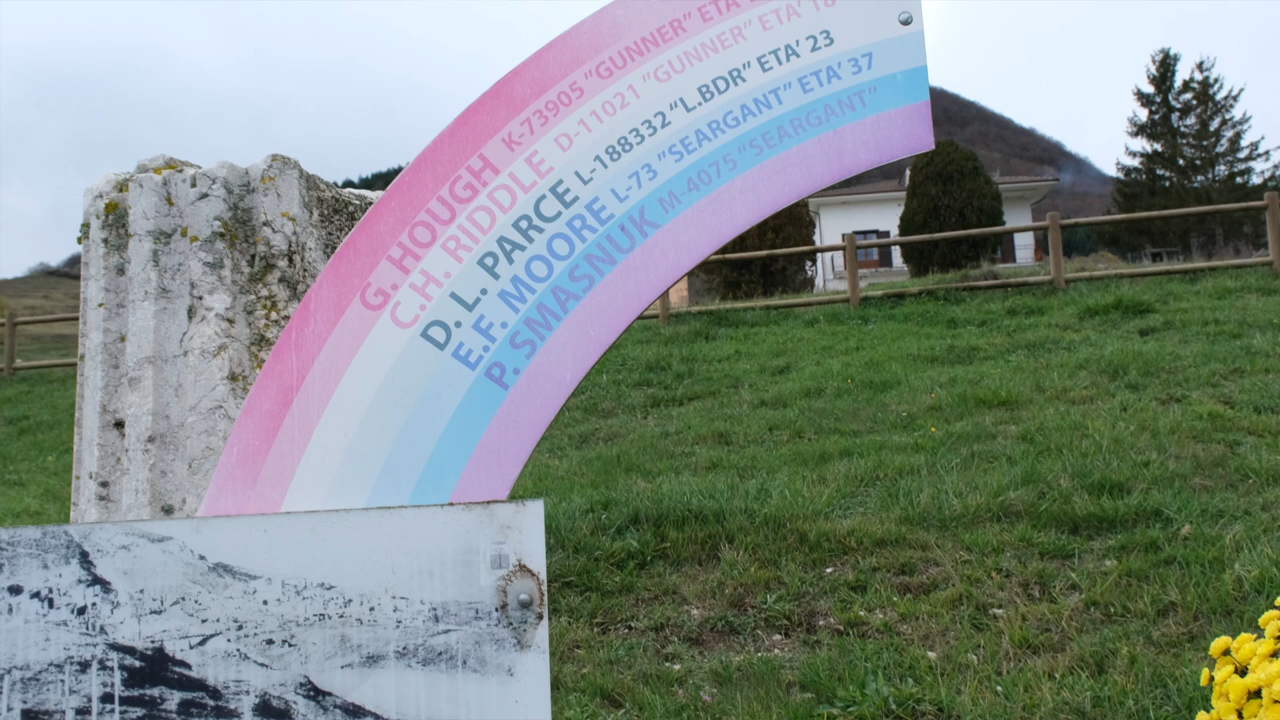 G. HOUGH K-73905 "GUNNER" ETA'
C.H. RIDDLE D-11021 "GUNNER" ETA' 18
D. L. PARCE L-188332 "L.BDR" ETA' 23
E.F. MOORE L-73 "SEARGANT" ETA' 37
P. SMASNUK M-4075 "SEARGANT"